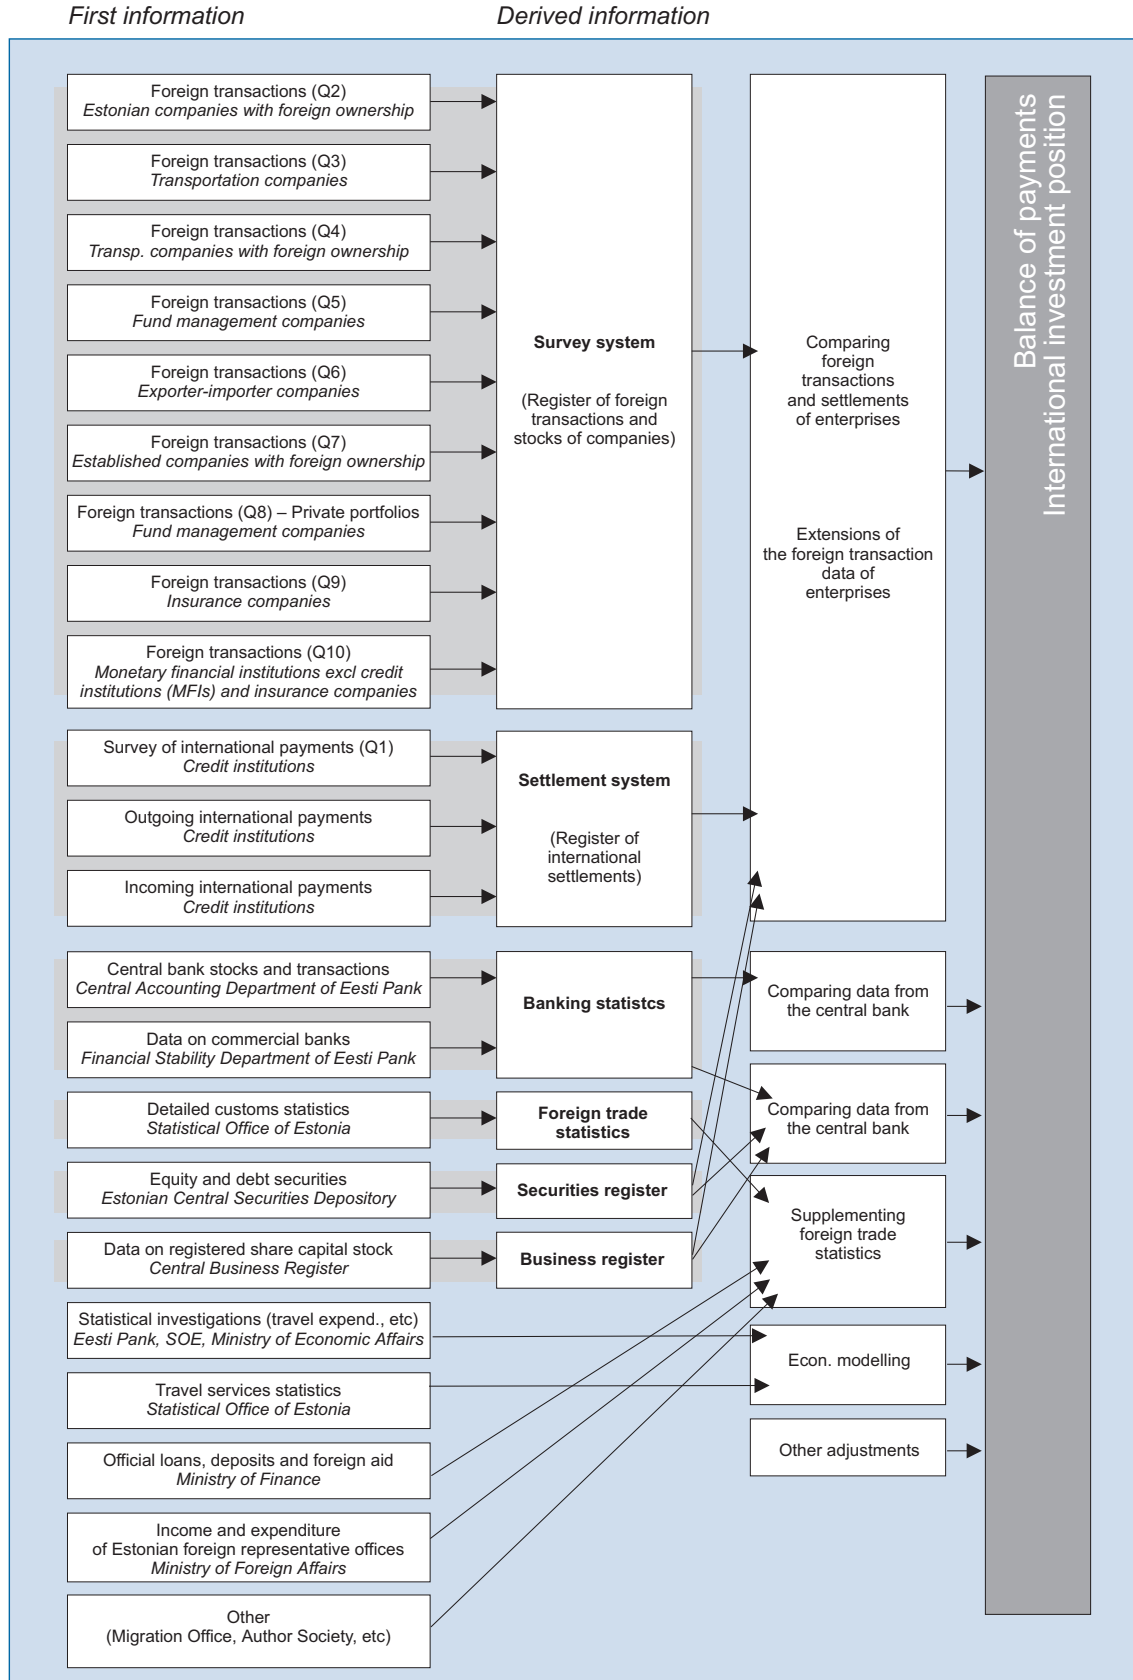 First information
Derived information
Foreign transactions (Q2)
Estonian companies with foreign ownership
Foreign transactions (Q3)
Transportation companies
Foreign transactions (Q4)
Transp. companies with foreign ownership
Foreign transactions (Q5)
Fund management companies
Foreign transactions (Q6)
Exporter-importer companies
Foreign transactions (Q7)
Established companies with foreign ownership
Foreign transactions (Q8) – Private portfolios
Fund management companies
Foreign transactions (Q9)
Insurance companies
Foreign transactions (Q10)
Monetary financial institutions excl credit
institutions (MFIs) and insurance companies
Survey of international payments (Q1)
Credit institutions
Outgoing international payments
Credit institutions
Incoming international payments
Credit institutions
Central bank stocks and transactions
Central Accounting Department of Eesti Pank
Data on commercial banks
Financial Stability Department of Eesti Pank
Detailed customs statistics
Statistical Office of Estonia
Equity and debt securities
Estonian Central Securities Depository
Data on registered share capital stock
Central Business Register
Statistical investigations (travel expend., etc)
Eesti Pank, SOE, Ministry of Economic Affairs
Travel services statistics
Statistical Office of Estonia
Official loans, deposits and foreign aid
Ministry of Finance
Income and expenditure
of Estonian foreign representative offices
Ministry of Foreign Affairs
Other
(Migration Office, Author Society, etc)
Survey system
(Register of foreign
transactions and
stocks of companies)
Settlement system
(Register of
international
settlements)
Banking statistcs
Foreign trade
statistics
Securities register
Business register
Comparing
foreign
transactions
and settlements
of enterprises
Extensions of
the foreign transaction
data of
enterprises
Comparing data from
the central bank
Comparing data from
the central bank
Supplementing
foreign trade
statistics
Econ. modelling
Other adjustments
Balance of payments
International investment position